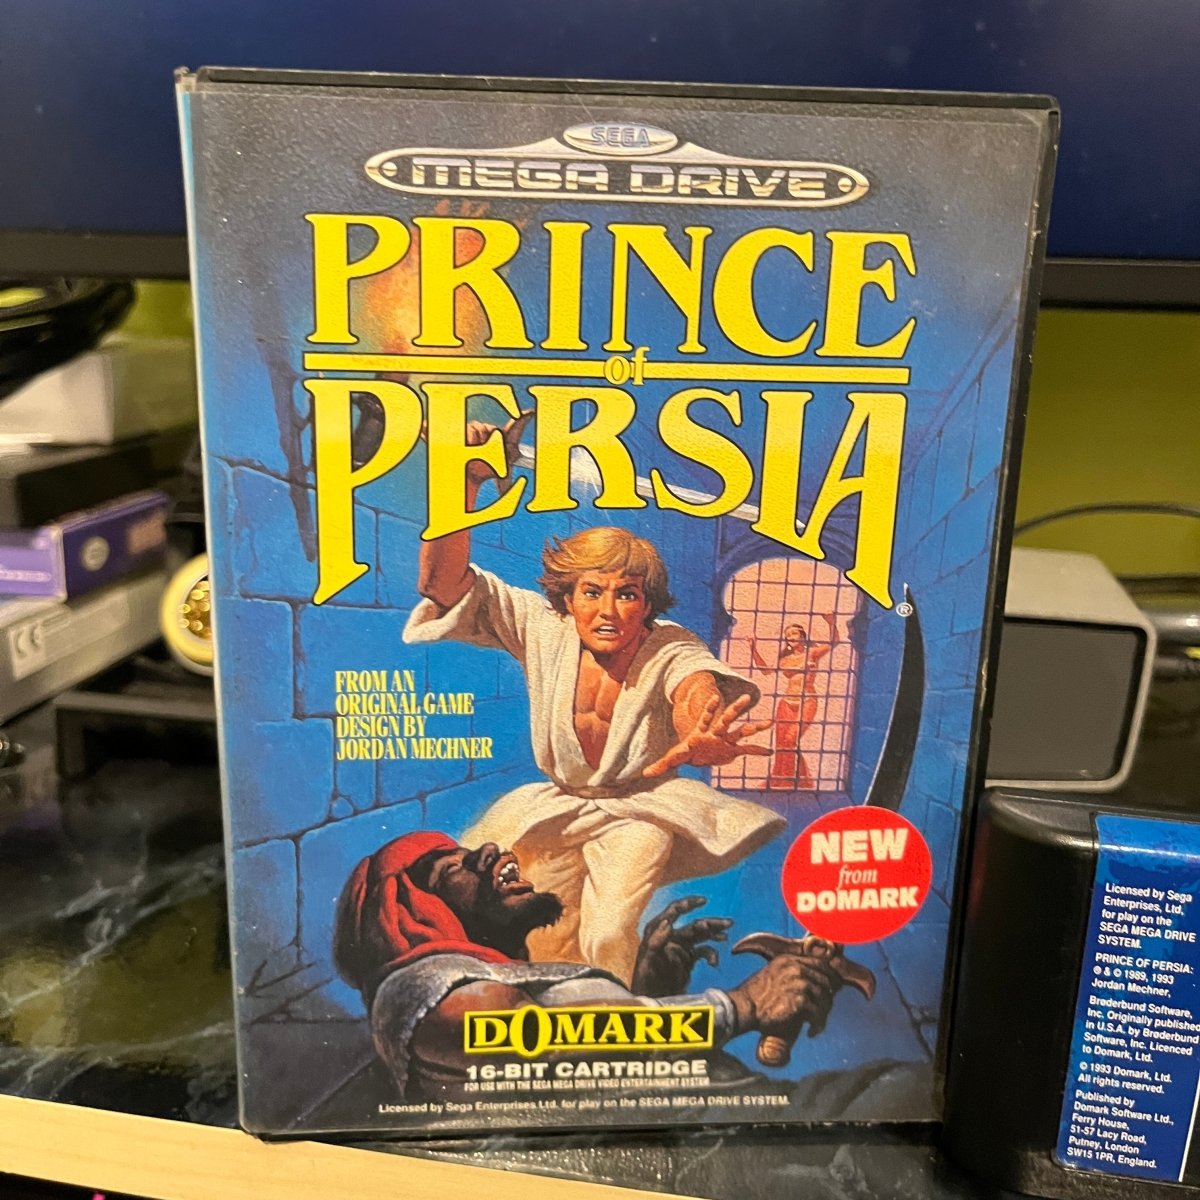 SEGA
MEGA DRIVE
PRINCE
of
PERSIA®
FROM AN
ORIGINAL GAME
DESIGN BY
JORDAN MECHNER
NEW
from
DOMARK
DOMARK
16-BIT CARTRIDGE
FOR USE WITH THE SEGA MEGA DRIVE VIDEO ENTERTAINMENT SYSTEM
Licensed by Sega Enterprises Ltd. for play on the SEGA MEGA DRIVE SYSTEM.
Licensed by Sega
Enterprises, Ltd.
for play on the
SEGA MEGA DRIVE
SYSTEM.
PRINCE OF PERSIA:
® & © 1989, 1993
Jordan Mechner,
Brøderbund Software,
Inc. Originally published
in U.S.A. by Brøderbund
Software, Inc. Licenced
to Domark, Ltd.
© 1993 Domark, Ltd.
All rights reserved.
Published by
Domark Software Ltd.,
Ferry House,
51-57 Lacy Road,
Putney, London
SW15 1PR, England.
CE